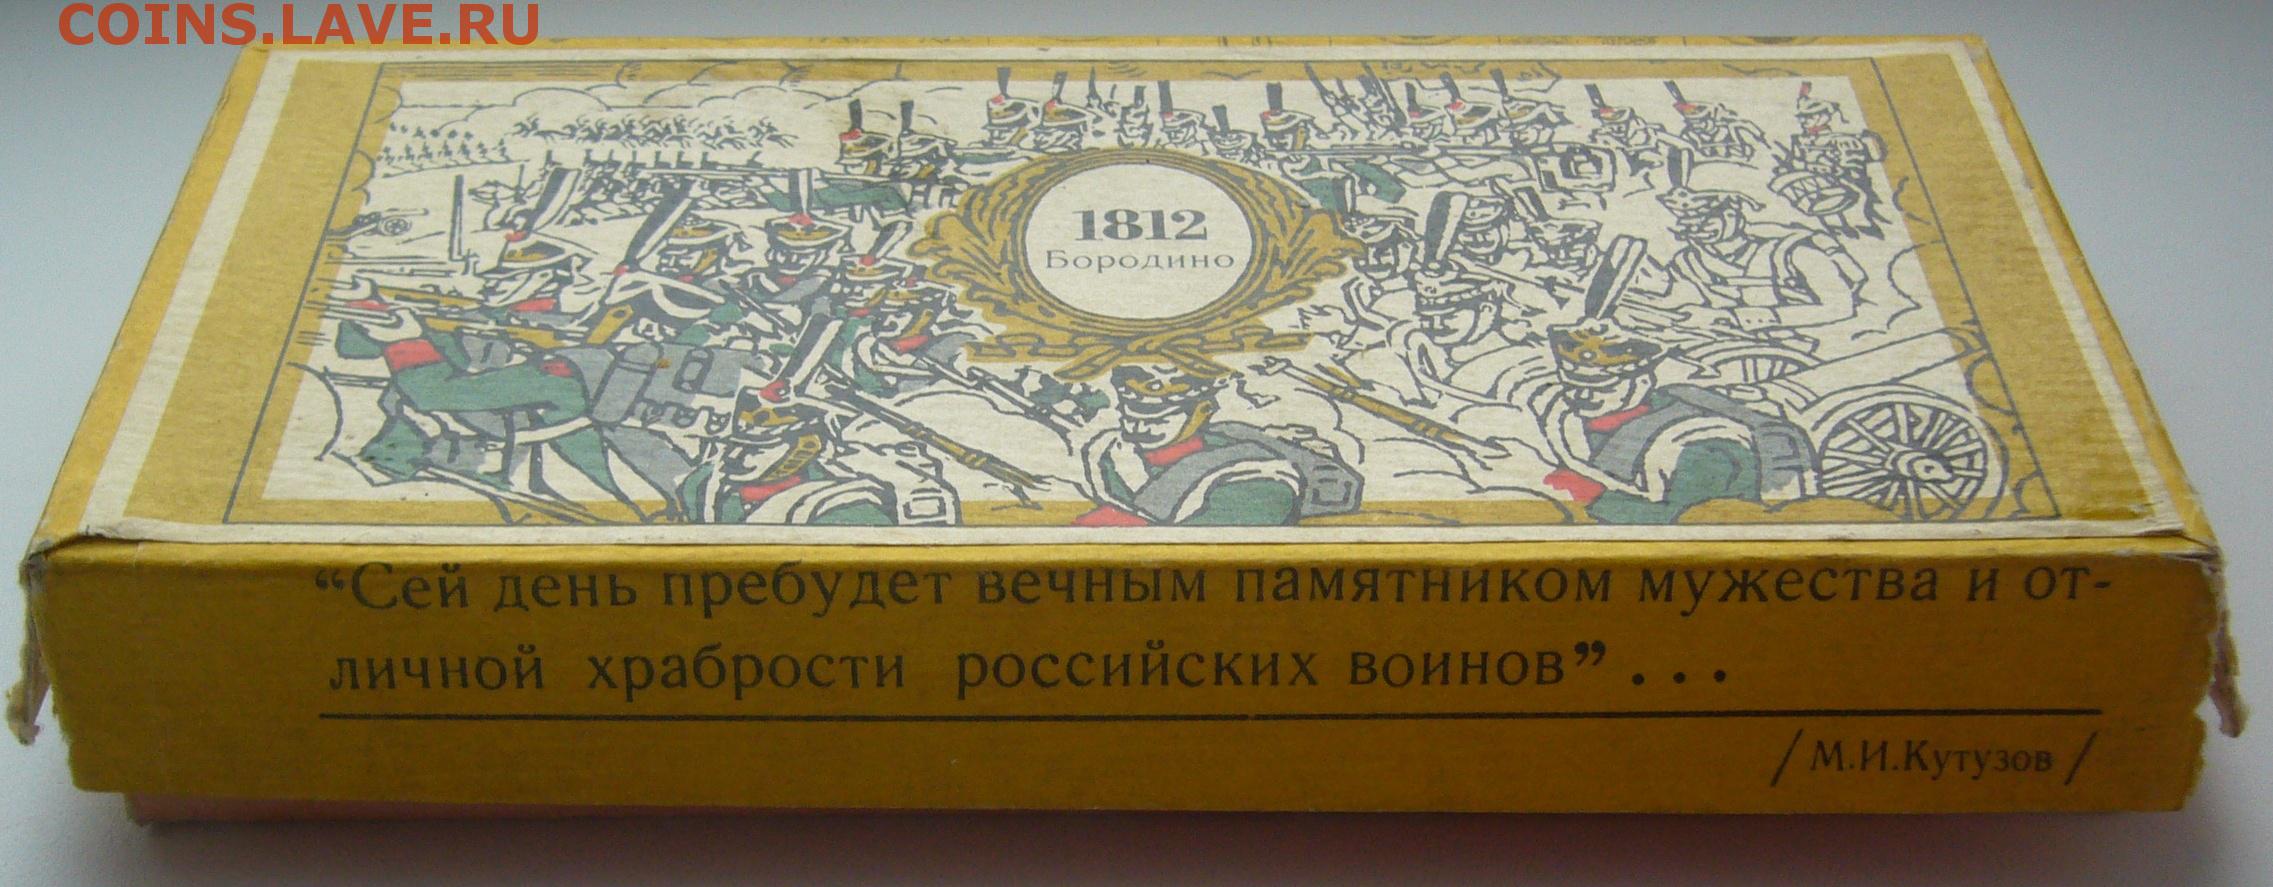 COINS.LAVE.RU
1812
Бородино
“Сей день пребудет вечным памятником мужества и от-
личной храбрости российских воинов”...
/М.И.Кутузов/